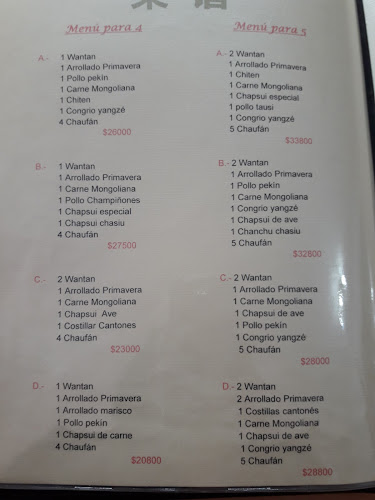 Menú para 4
A.- 1 Wantan
1 Arrollado Primavera
1 Pollo pekín
1 Carne Mongoliana
1 Chiten
1 Congrio yangzé
4 Chaufán
$26000
B.- 1 Wantan
1 Arrollado Primavera
1 Carne Mongoliana
1 Pollo Champiñones
1 Chapsui especial
1 Chapsui chasiu
4 Chaufán
$27500
C.- 2 Wantan
1 Arrollado Primavera
1 Carne Mongoliana
1 Chapsui Ave
1 Costillar Cantones
4 Chaufán
$23000
D.- 1 Wantan
1 Arrollado Primavera
1 Arrollado marisco
1 Pollo pekín
1 Chapsui de carne
4 Chaufán
$20800
Menú para 5
A.- 2 Wantan
1 Arrollado Primavera
1 Chiten
1 Carne Mongoliana
1 Chapsui especial
1 pollo tausi
1 Congrio yangzé
5 Chaufán
$33800
B.- 2 Wantan
1 Arrollado Primavera
1 Pollo pekín
1 Carne Mongoliana
1 Congrio yangzé
1 Chapsui de ave
1 Chanchu chasiu
5 Chaufán
$32800
C.- 2 Wantan
1 Arrollado Primavera
1 Carne Mongoliana
1 Chapsui de ave
1 Pollo pekín
1 Congrio yangzé
5 Chaufán
$28000
D.- 2 Wantan
2 Arrollado Primavera
1 Costillas cantonés
1 Carne Mongoliana
1 Chapsui de ave
1 Congrio yangzé
5 Chaufán
$28800